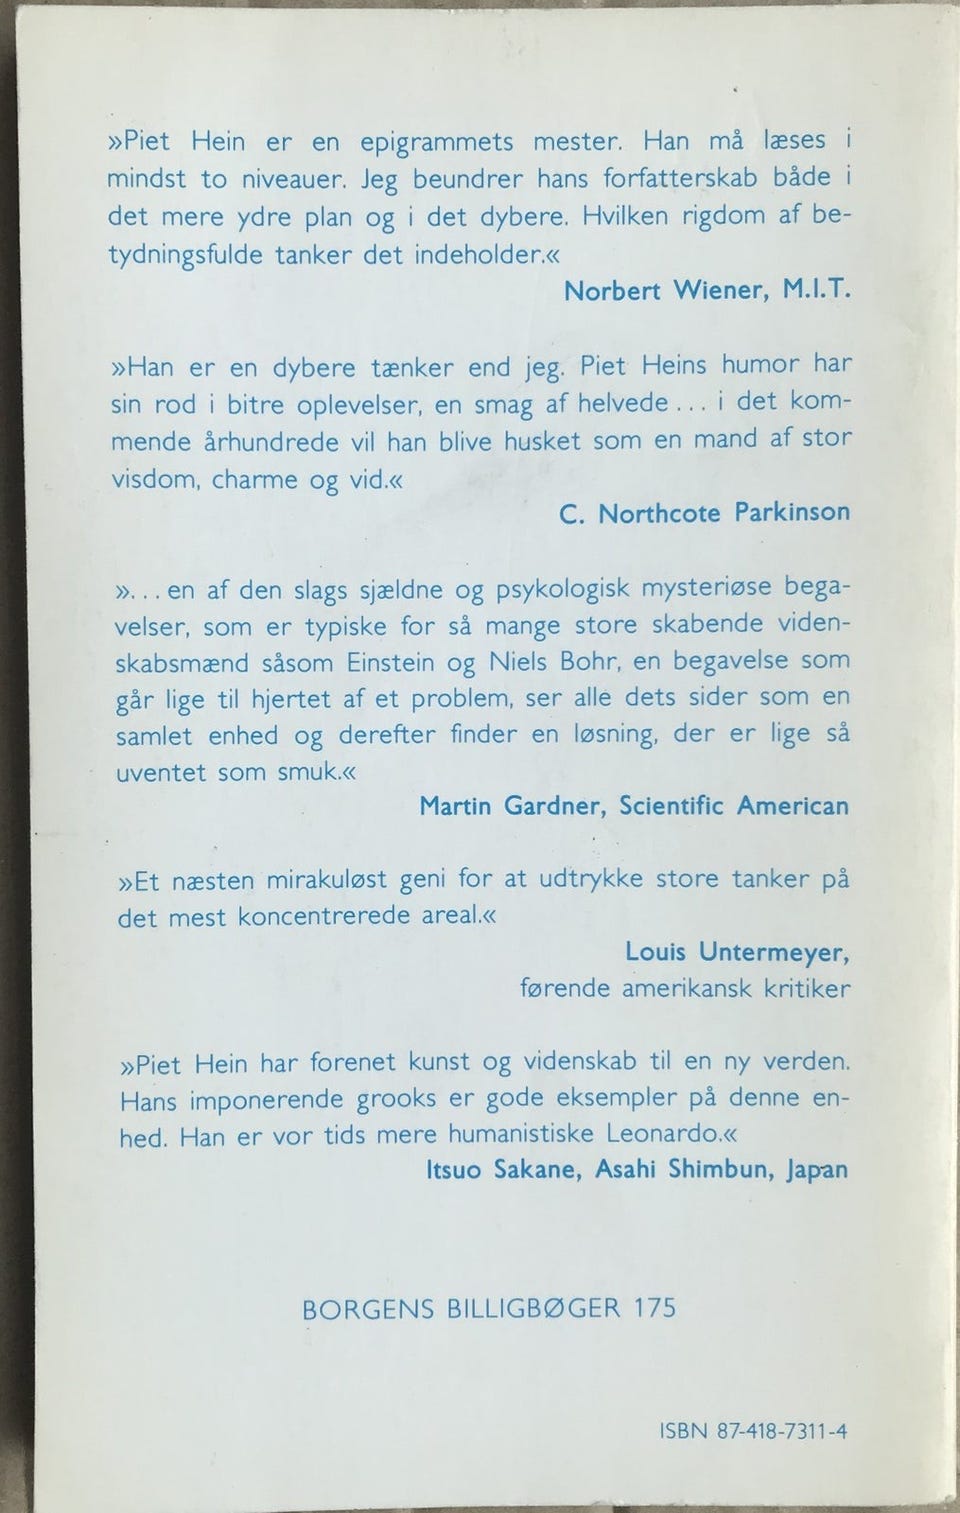 »Piet Hein er en epigrammets mester. Han må læses i
mindst to niveauer. Jeg beundrer hans forfatterskab både i
det mere ydre plan og i det dybere. Hvilken rigdom af be-
tydningsfulde tanker det indeholder.«
Norbert Wiener, M.I.T.
»Han er en dybere tænker end jeg. Piet Heins humor har
sin rod i bitre oplevelser, en smag af helvede ... i det kom-
mende århundrede vil han blive husket som en mand af stor
visdom, charme og vid.«
C. Northcote Parkinson
»... en af den slags sjældne og psykologisk mysteriøse bega-
velser, som er typiske for så mange store skabende viden-
skabsmænd såsom Einstein og Niels Bohr, en begavelse som
går lige til hjertet af et problem, ser alle dets sider som en
samlet enhed og derefter finder en løsning, der er lige så
uventet som smuk.«
Martin Gardner, Scientific American
»Et næsten mirakuløst geni for at udtrykke store tanker på
det mest koncentrerede areal.«
Louis Untermeyer,
førende amerikansk kritiker
»Piet Hein har forenet kunst og videnskab til en ny verden.
Hans imponerende grooks er gode eksempler på denne en-
hed. Han er vor tids mere humanistiske Leonardo.«
Itsuo Sakane, Asahi Shimbun, Japan
BORGENS BILLIGBØGER 175
ISBN 87-418-7311-4